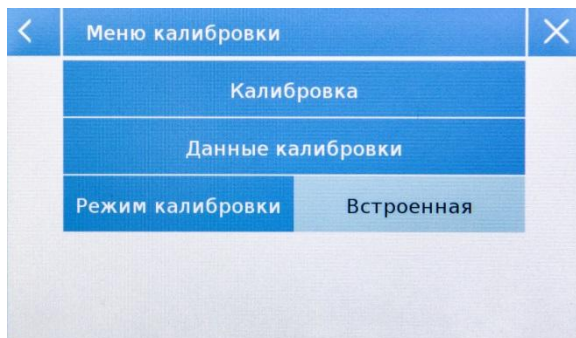 Меню калибровки
Калибровка
Данные калибровки
Режим калибровки Встроенная